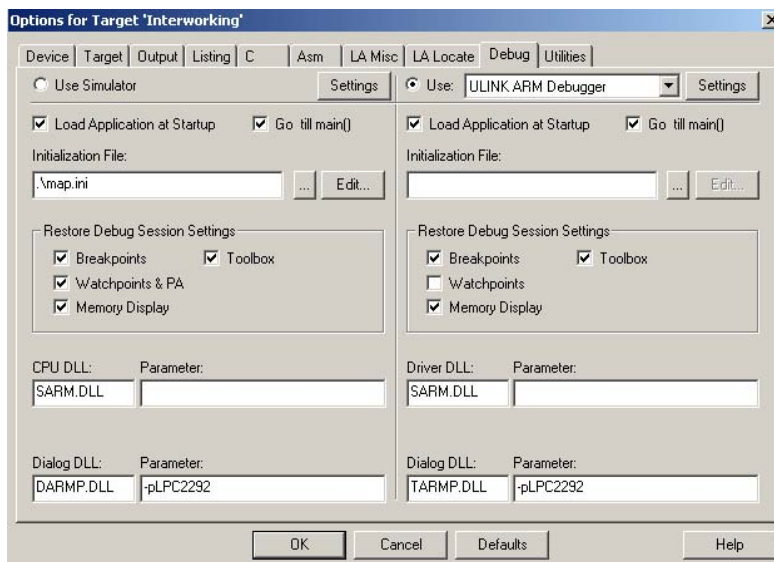 Options for Target 'Interworking'
Device Target Output Listing C Asm LA Misc LA Locate Debug Utilities
Use Simulator Settings Use: ULINK ARM Debugger Settings
Load Application at Startup Go till main() Load Application at Startup Go till main()
Initialization File: Initialization File:
.\map.ini ... Edit... ... Edit...
Restore Debug Session Settings Restore Debug Session Settings
Breakpoints Toolbox Breakpoints Toolbox
Watchpoints & PA Watchpoints
Memory Display Memory Display
CPU DLL: Parameter: Driver DLL: Parameter:
SARM.DLL SARM.DLL
Dialog DLL: Parameter: Dialog DLL: Parameter:
DARMP.DLL -pLPC2292 TARMP.DLL -pLPC2292
OK Cancel Defaults Help